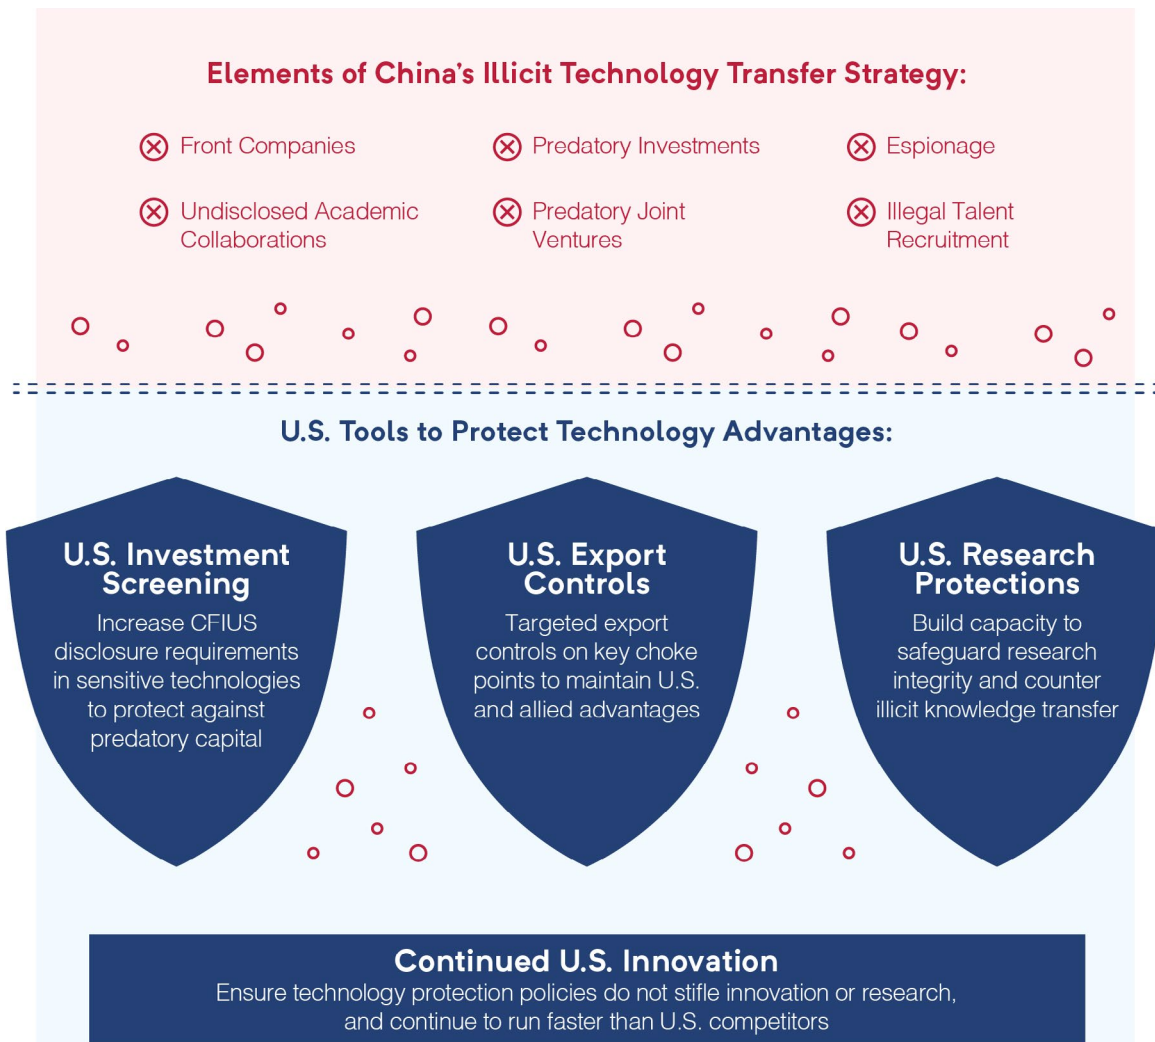 Elements of China's Illicit Technology Transfer Strategy:
Front Companies
Predatory Investments
Espionage
Undisclosed Academic
Collaborations
Predatory Joint
Ventures
Illegal Talent
Recruitment
U.S. Tools to Protect Technology Advantages:
U.S. Investment
Screening
Increase CFIUS
disclosure requirements
in sensitive technologies
to protect against
predatory capital
U.S. Export
Controls
Targeted export
controls on key choke
points to maintain U.S.
and allied advantages
U.S. Research
Protections
Build capacity to
safeguard research
integrity and counter
illicit knowledge transfer
Continued U.S. Innovation
Ensure technology protection policies do not stifle innovation or research,
and continue to run faster than U.S. competitors